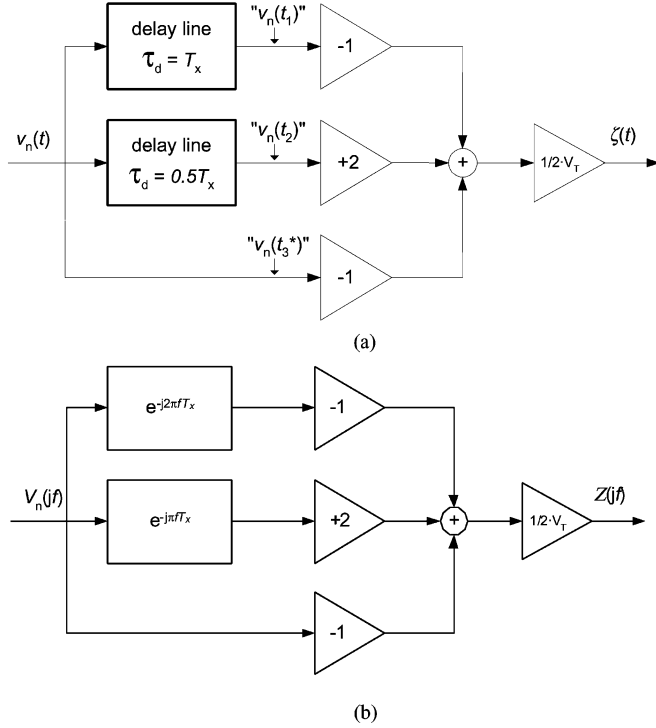 "vn(t1)"
delay line
τd = Tx
-1
vn(t)
"vn(t2)"
ζ(t)
delay line
τd = 0.5Tx
+2
+
1/2·VT
"vn(t3*)"
-1
(a)
e-j2πfTx
-1
Vn(jf)
Z(jf)
e-jπfTx
+2
+
1/2·VT
-1
(b)